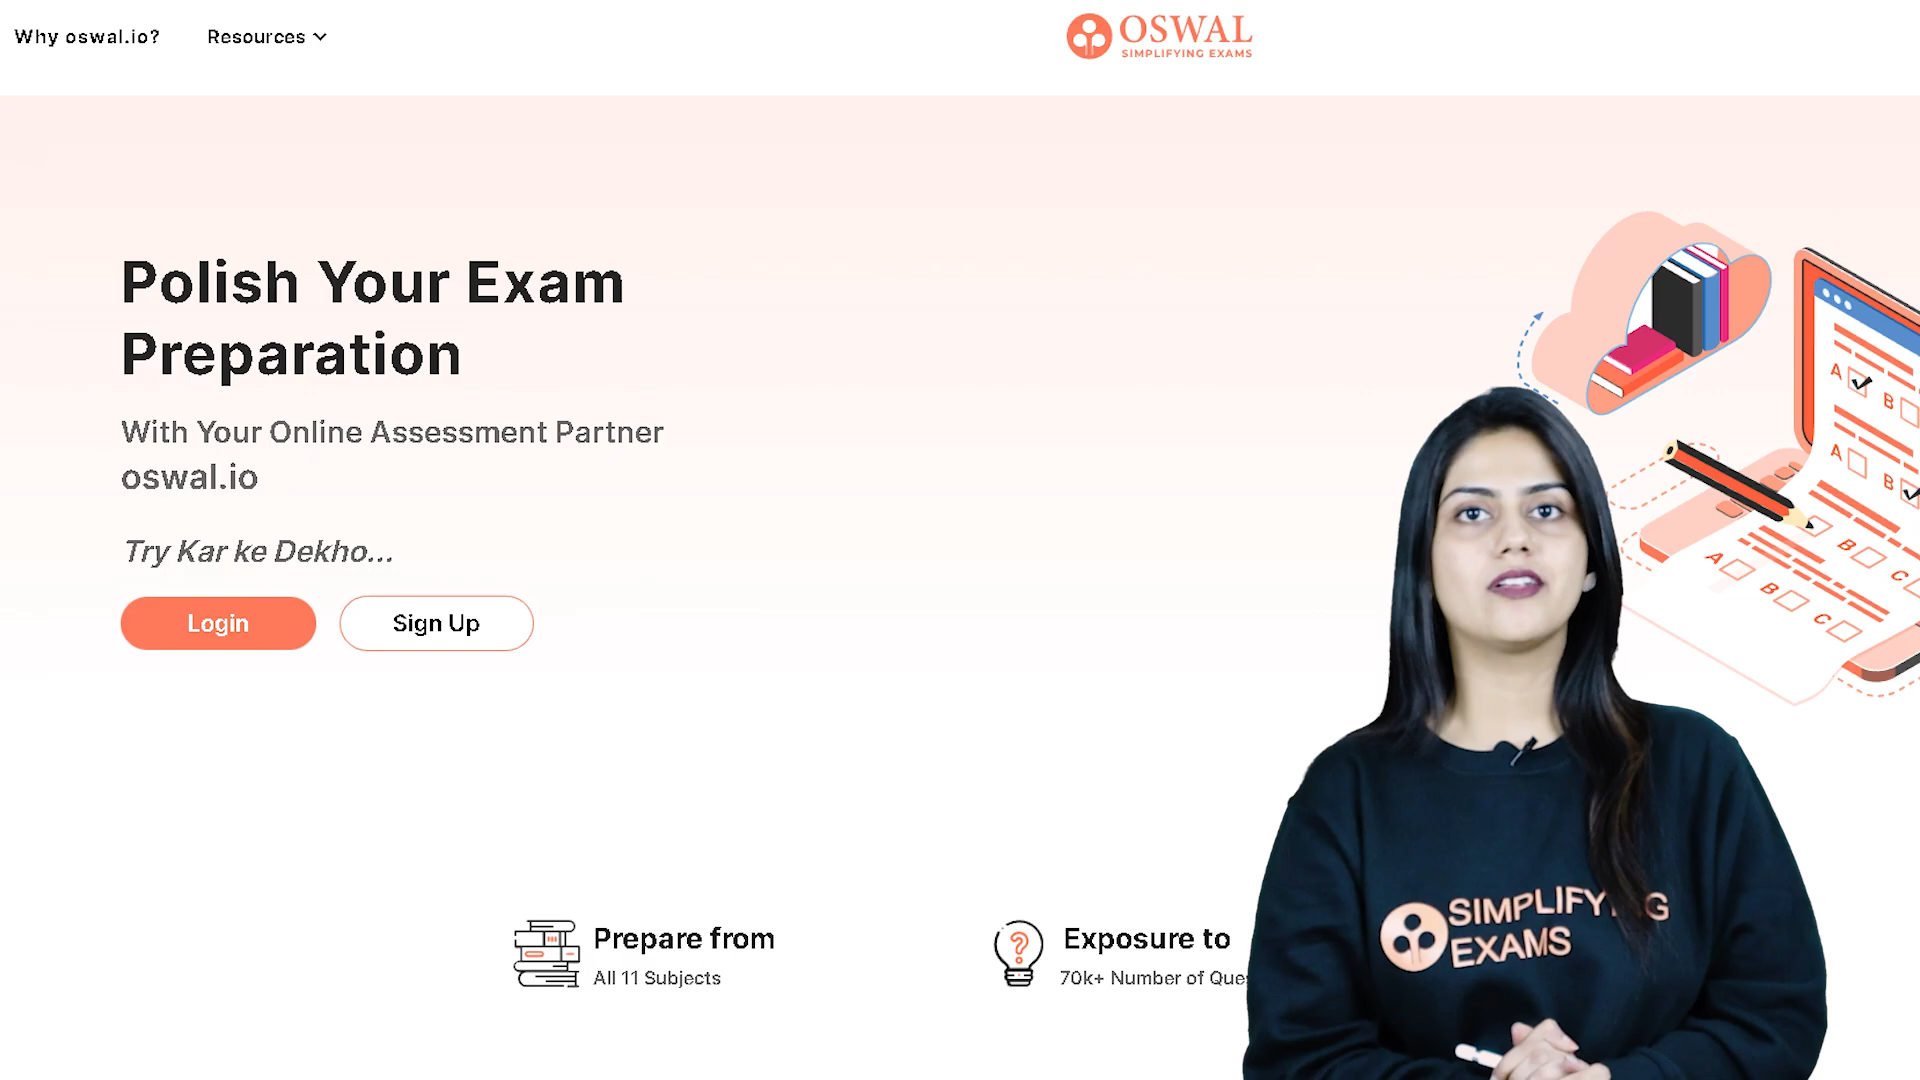 Why oswal.io?
Resources
OSWAL
SIMPLIFYING EXAMS
Polish Your Exam
Preparation
With Your Online Assessment Partner
oswal.io
Try Kar ke Dekho...
Login
Sign Up
Prepare from
All 11 Subjects
Exposure to
70k+ Number of
A
B
A
B
B
C
A
B
C
SIMPLIFYING
EXAMS